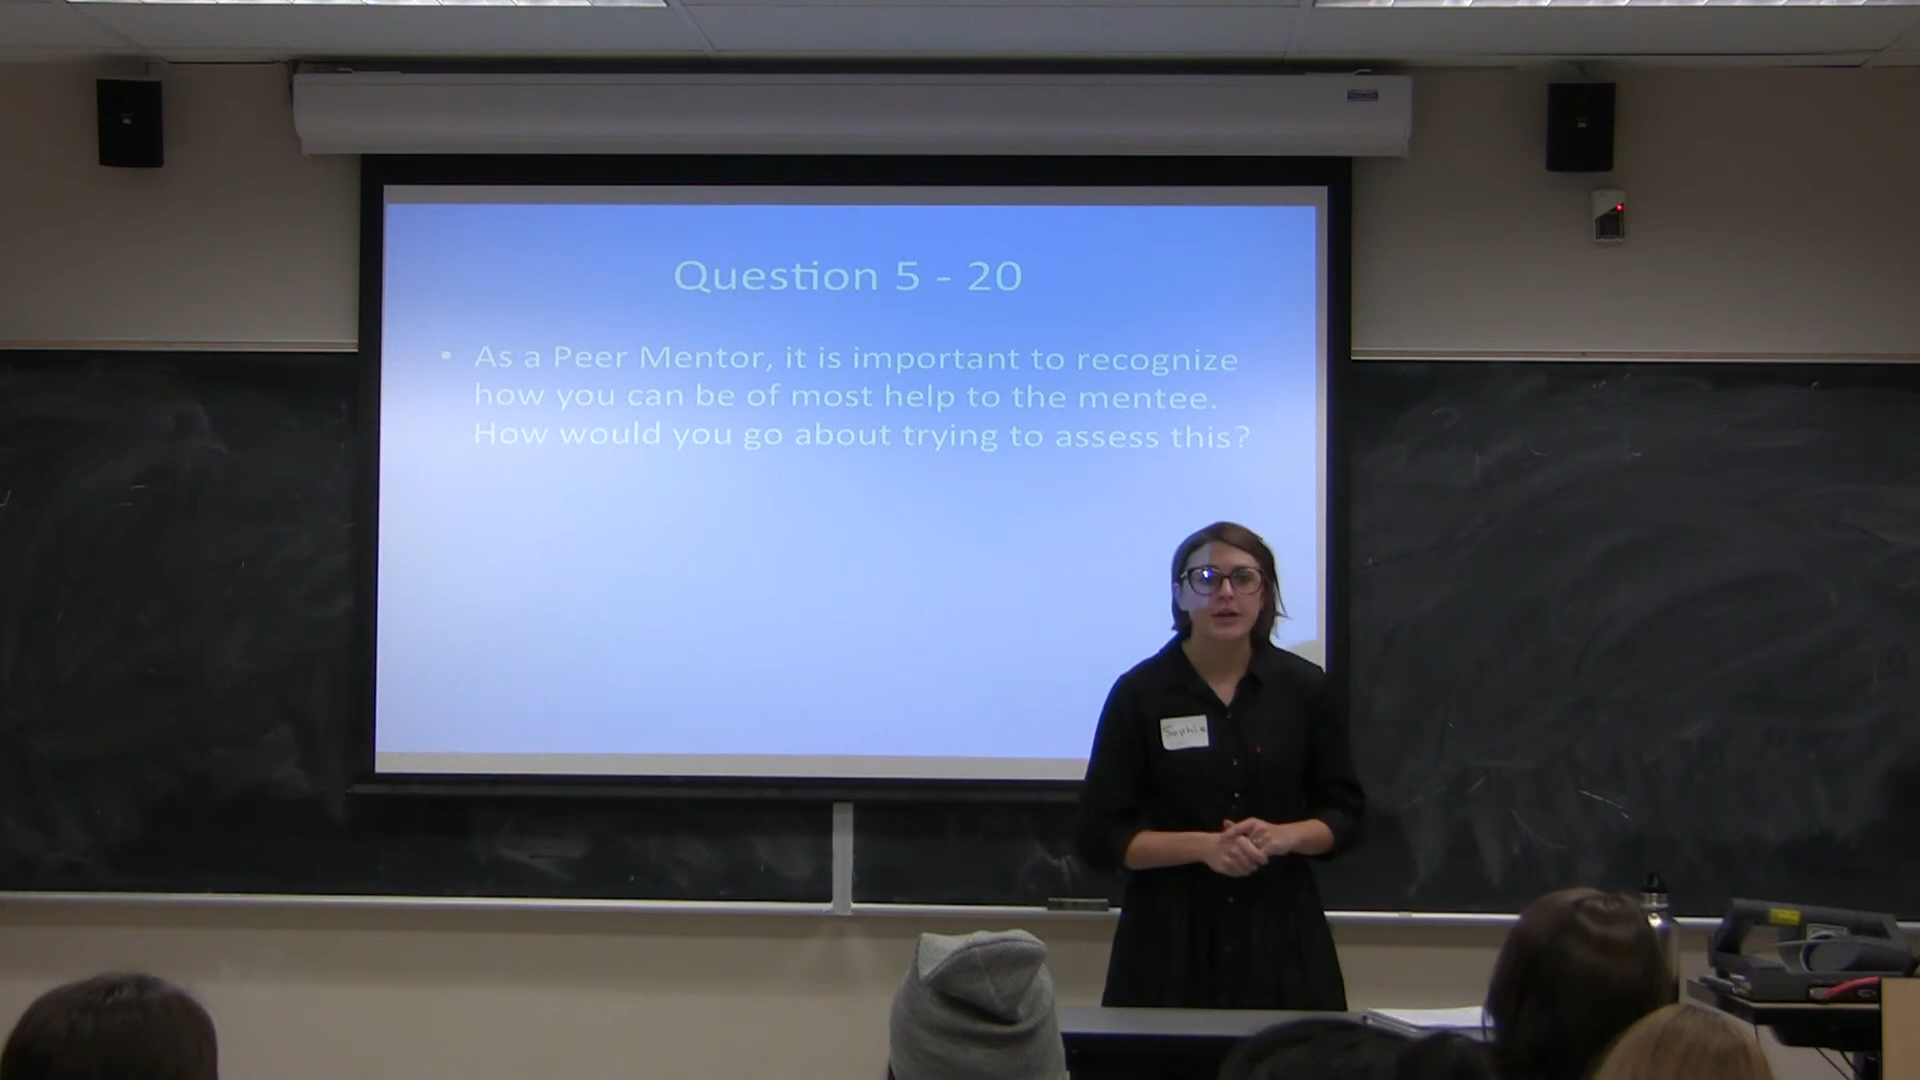 Question 5 - 20
• As a Peer Mentor, it is important to recognize
how you can be of most help to the mentee.
How would you go about trying to assess this?
Sophie